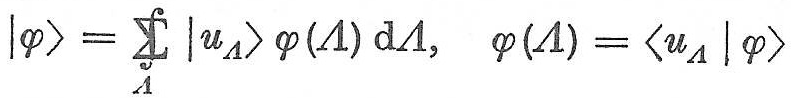 |φ⟩ = ⨋_Λ |u_Λ⟩ φ(Λ) dΛ, φ(Λ) = ⟨u_Λ | φ⟩